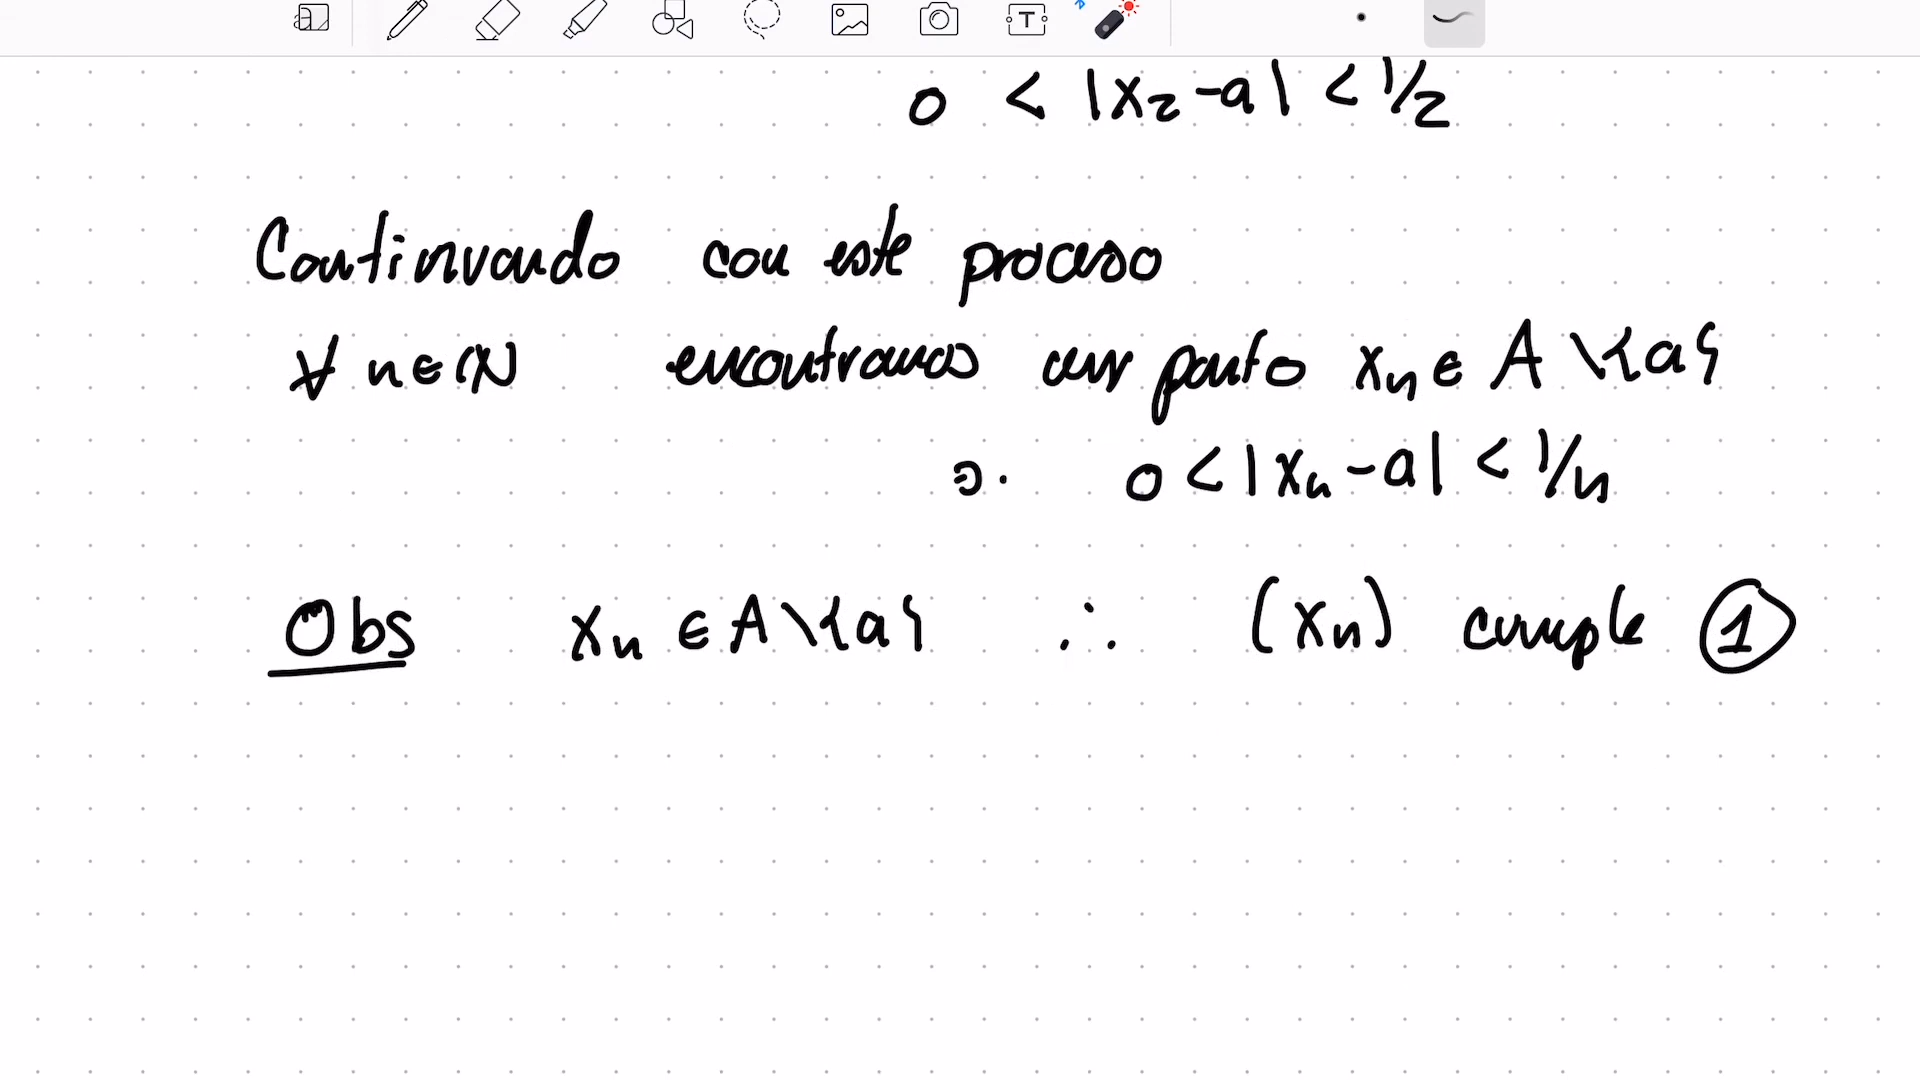 0 < |x₂ - a| < 1/2
Continuando con este proceso
∀ n ∈ ℕ encontramos un punto xₙ ∈ A \ {a}
∋. 0 < |xₙ - a| < 1/n
Obs xₙ ∈ A \ {a} ∴ (xₙ) cumple ①